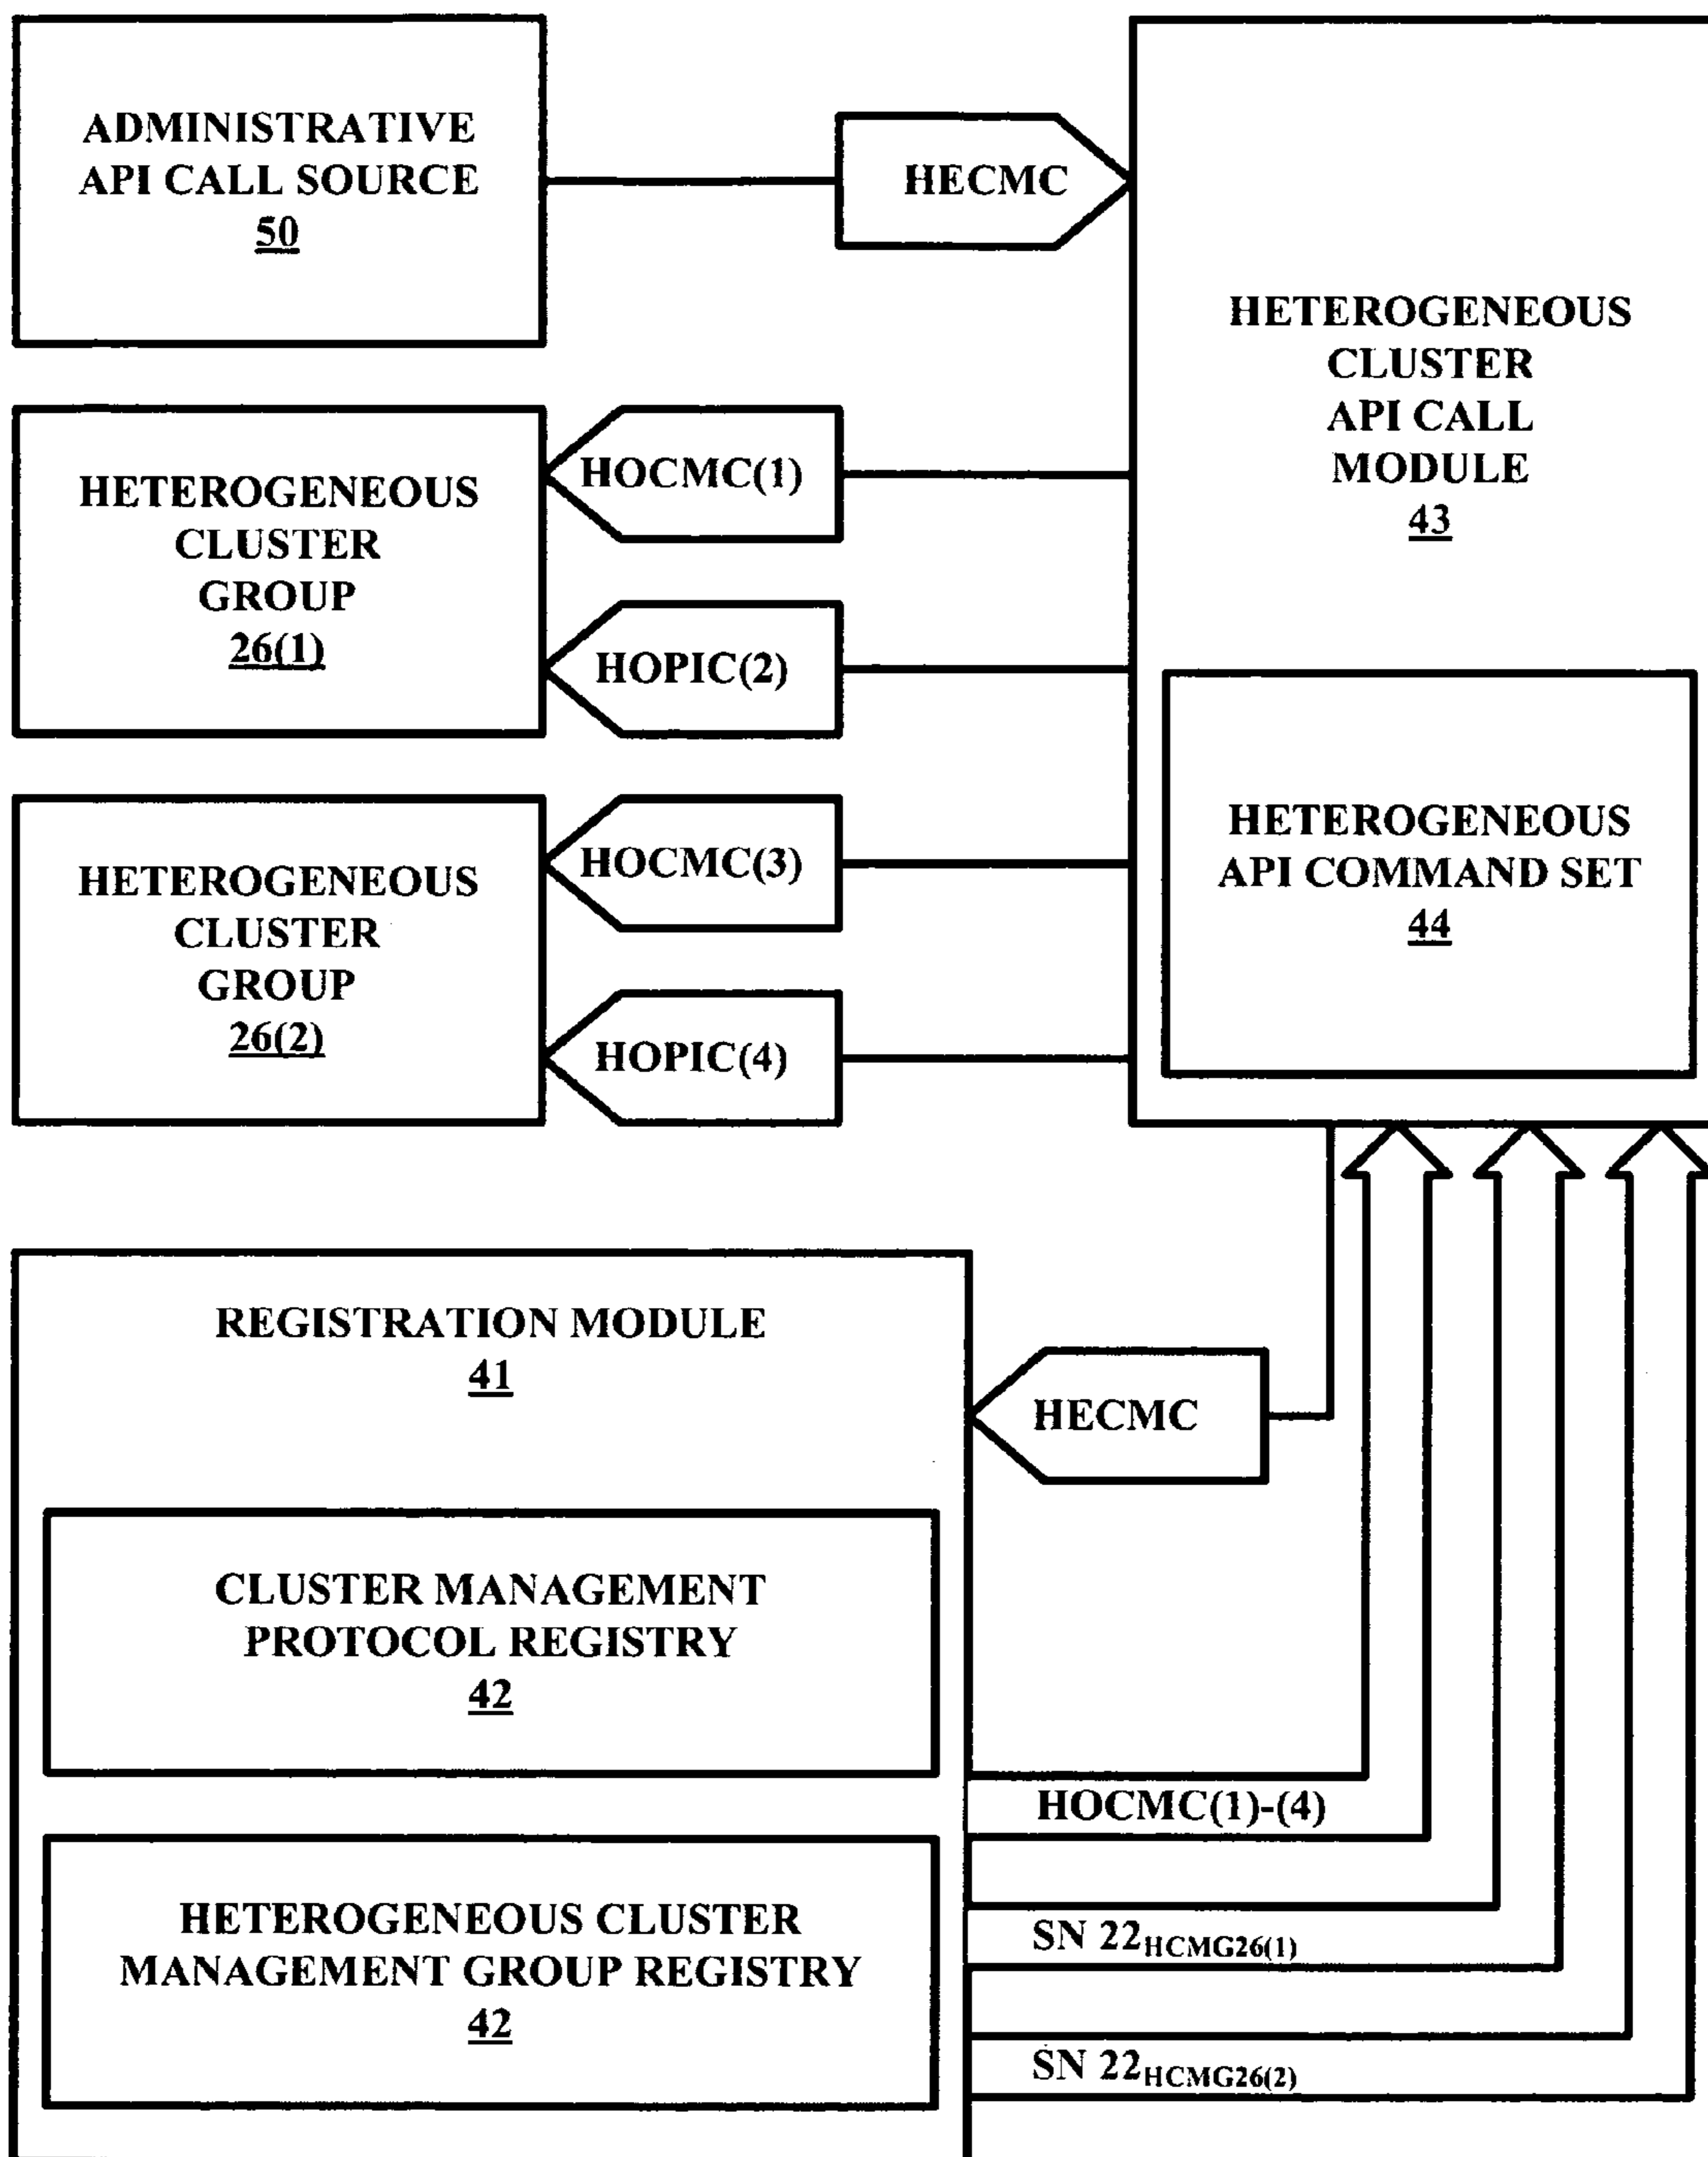 ADMINISTRATIVE
API CALL SOURCE
50
HECMC
HETEROGENEOUS
CLUSTER
API CALL
MODULE
43
HETEROGENEOUS
CLUSTER
GROUP
26(1)
HOCMC(1)
HOPIC(2)
HETEROGENEOUS
API COMMAND SET
44
HETEROGENEOUS
CLUSTER
GROUP
26(2)
HOCMC(3)
HOPIC(4)
REGISTRATION MODULE
41
HECMC
CLUSTER MANAGEMENT
PROTOCOL REGISTRY
42
HOCMC(1)-(4)
HETEROGENEOUS CLUSTER
MANAGEMENT GROUP REGISTRY
42
SN 22HCMG26(1)
SN 22HCMG26(2)